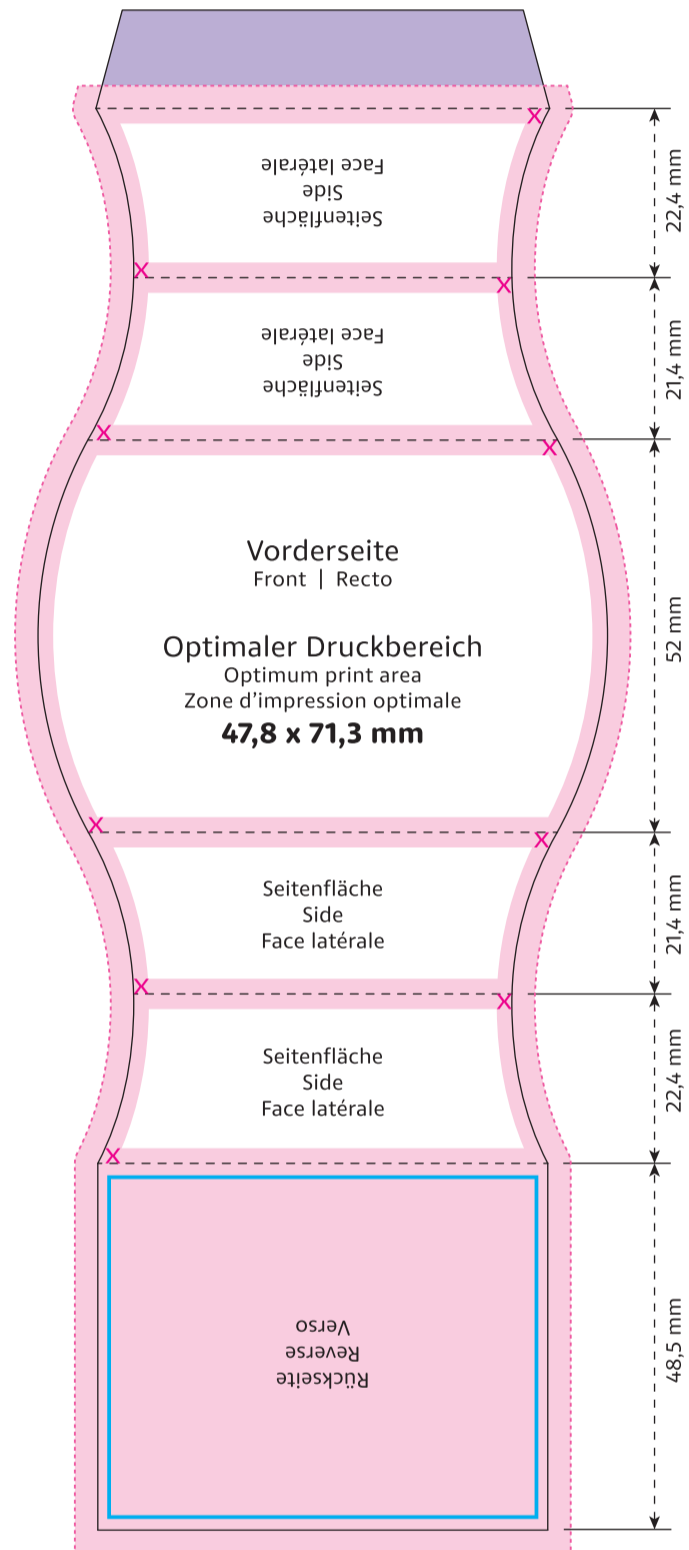 Face latérale
Side
Seitenfläche
22,4 mm
Face latérale
Side
Seitenfläche
21,4 mm
Vorderseite
Front | Recto
Optimaler Druckbereich
Optimum print area
Zone d’impression optimale
47,8 x 71,3 mm
52 mm
Seitenfläche
Side
Face latérale
21,4 mm
Seitenfläche
Side
Face latérale
22,4 mm
Verso
Reverse
Rückseite
48,5 mm